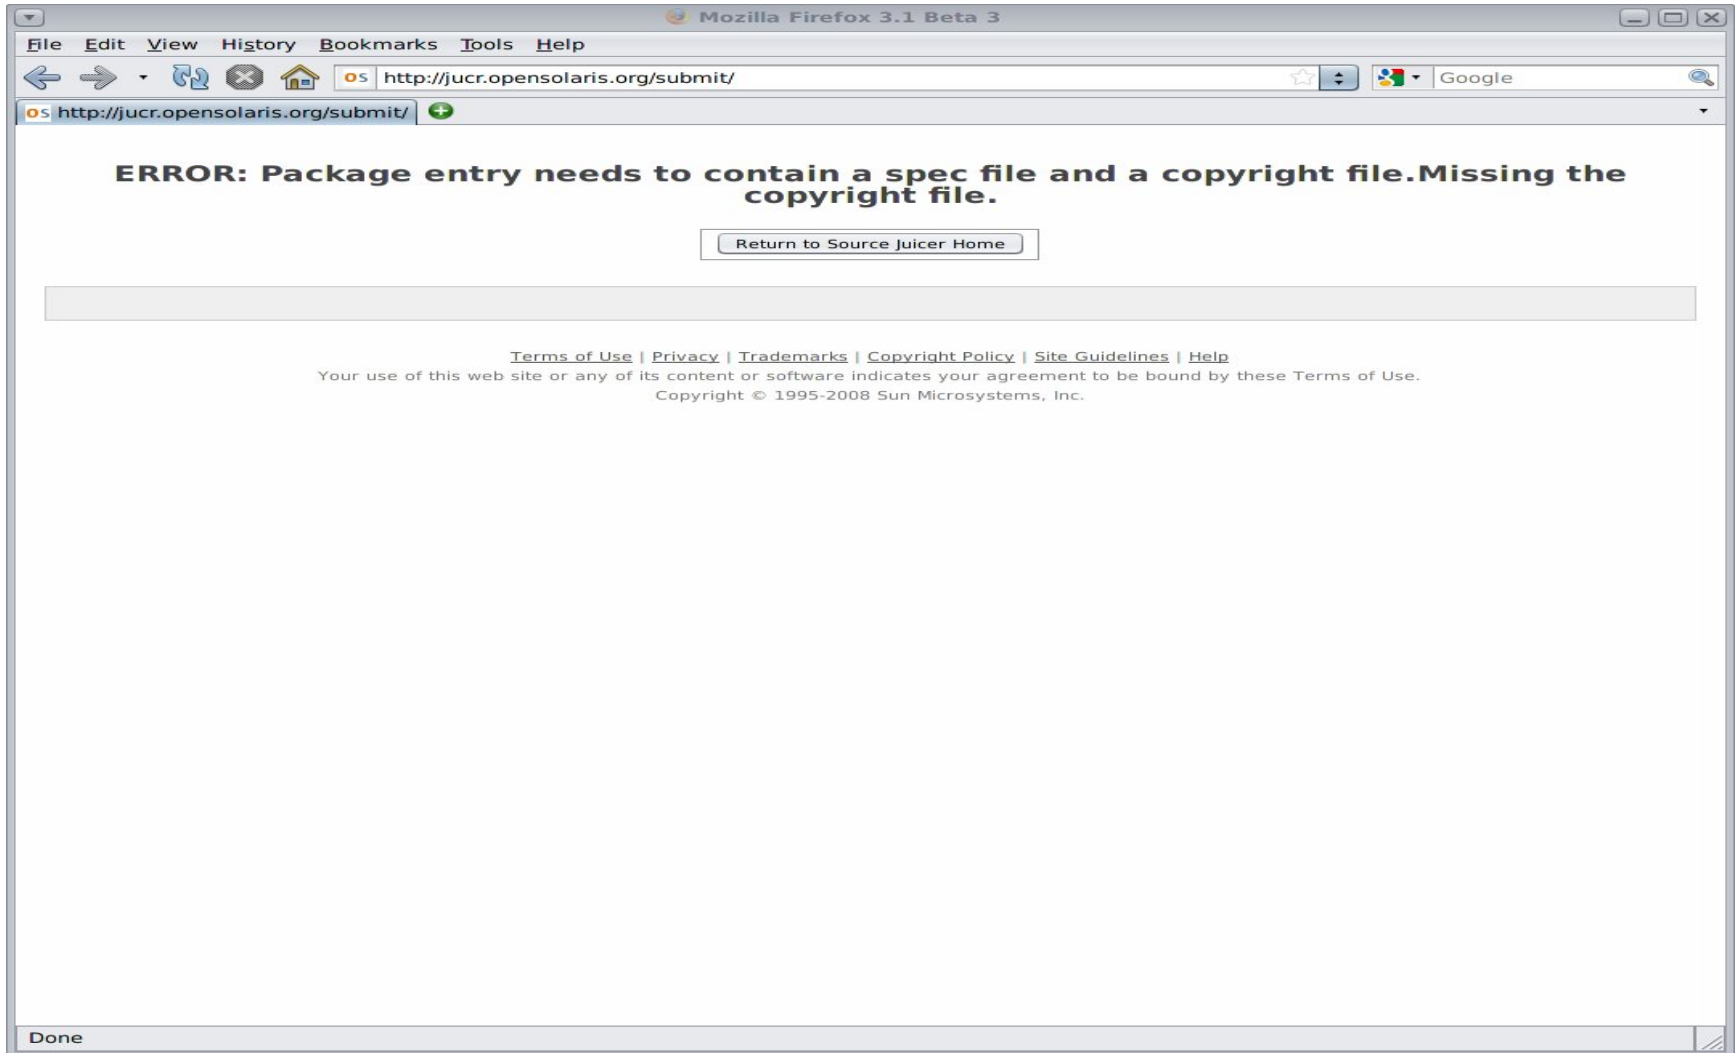 Mozilla Firefox 3.1 Beta 3
File Edit View History Bookmarks Tools Help
os http://jucr.opensolaris.org/submit/ Google
os http://jucr.opensolaris.org/submit/
ERROR: Package entry needs to contain a spec file and a copyright file.Missing the
copyright file.
Return to Source Juicer Home
Terms of Use | Privacy | Trademarks | Copyright Policy | Site Guidelines | Help
Your use of this web site or any of its content or software indicates your agreement to be bound by these Terms of Use.
Copyright © 1995-2008 Sun Microsystems, Inc.
Done